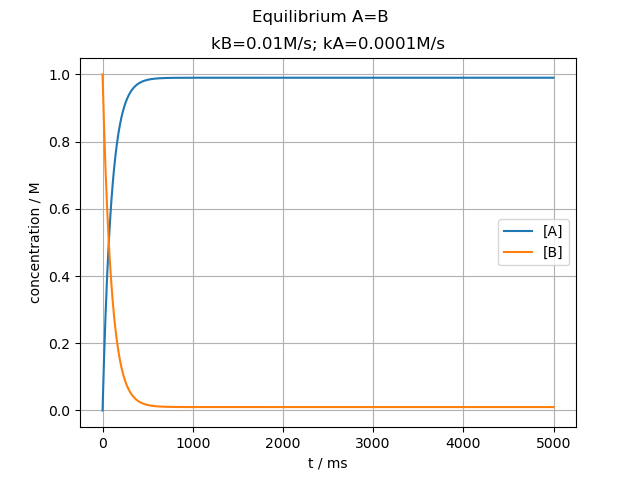 Equilibrium A=B
kB=0.01M/s; kA=0.0001M/s
concentration / M
1.0
0.8
0.6
0.4
0.2
0.0
[A]
[B]
0 1000 2000 3000 4000 5000
t / ms